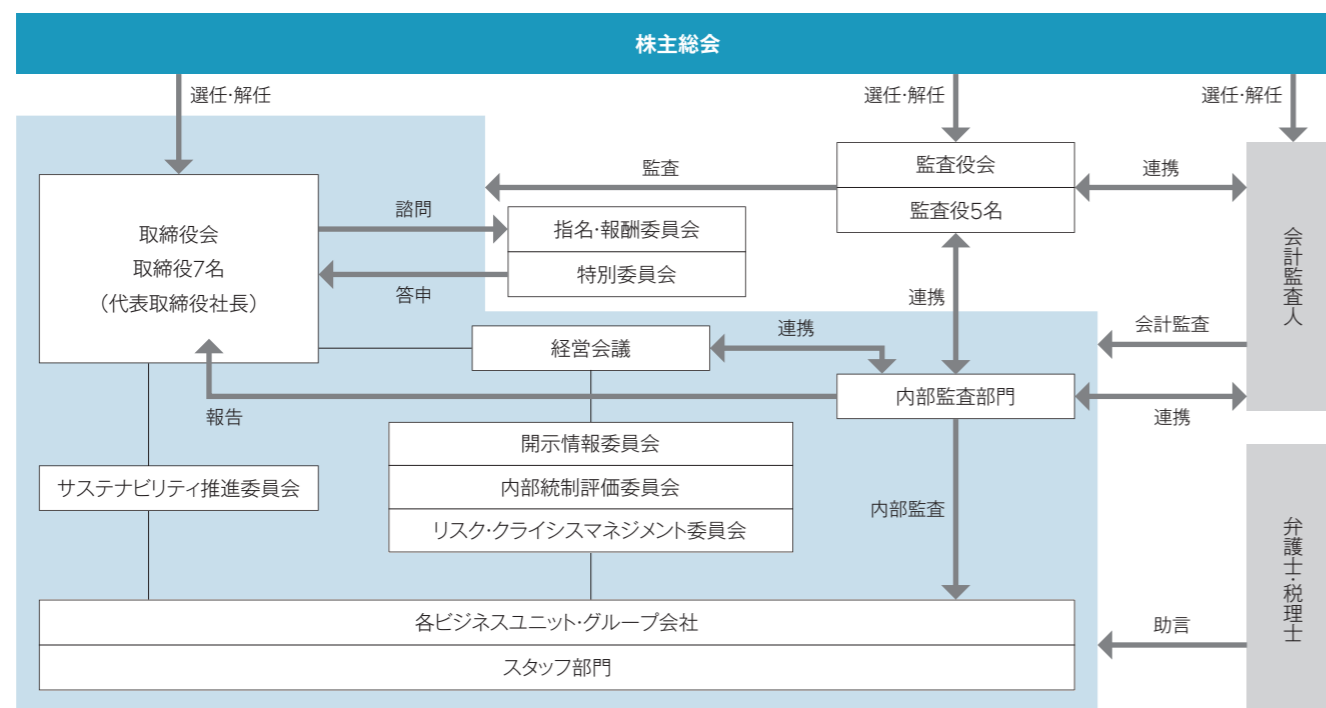 株主総会
選任・解任
選任・解任
選任・解任
監査役会
監査
連携
監査役5名
諮問
指名・報酬委員会
取締役会
取締役7名
(代表取締役社長)
特別委員会
答申
連携
会計監査人
連携
会計監査
経営会議
内部監査部門
報告
連携
開示情報委員会
サステナビリティ推進委員会
内部統制評価委員会
リスク・クライシスマネジメント委員会
内部監査
弁護士・税理士
各ビジネスユニット・グループ会社
助言
スタッフ部門